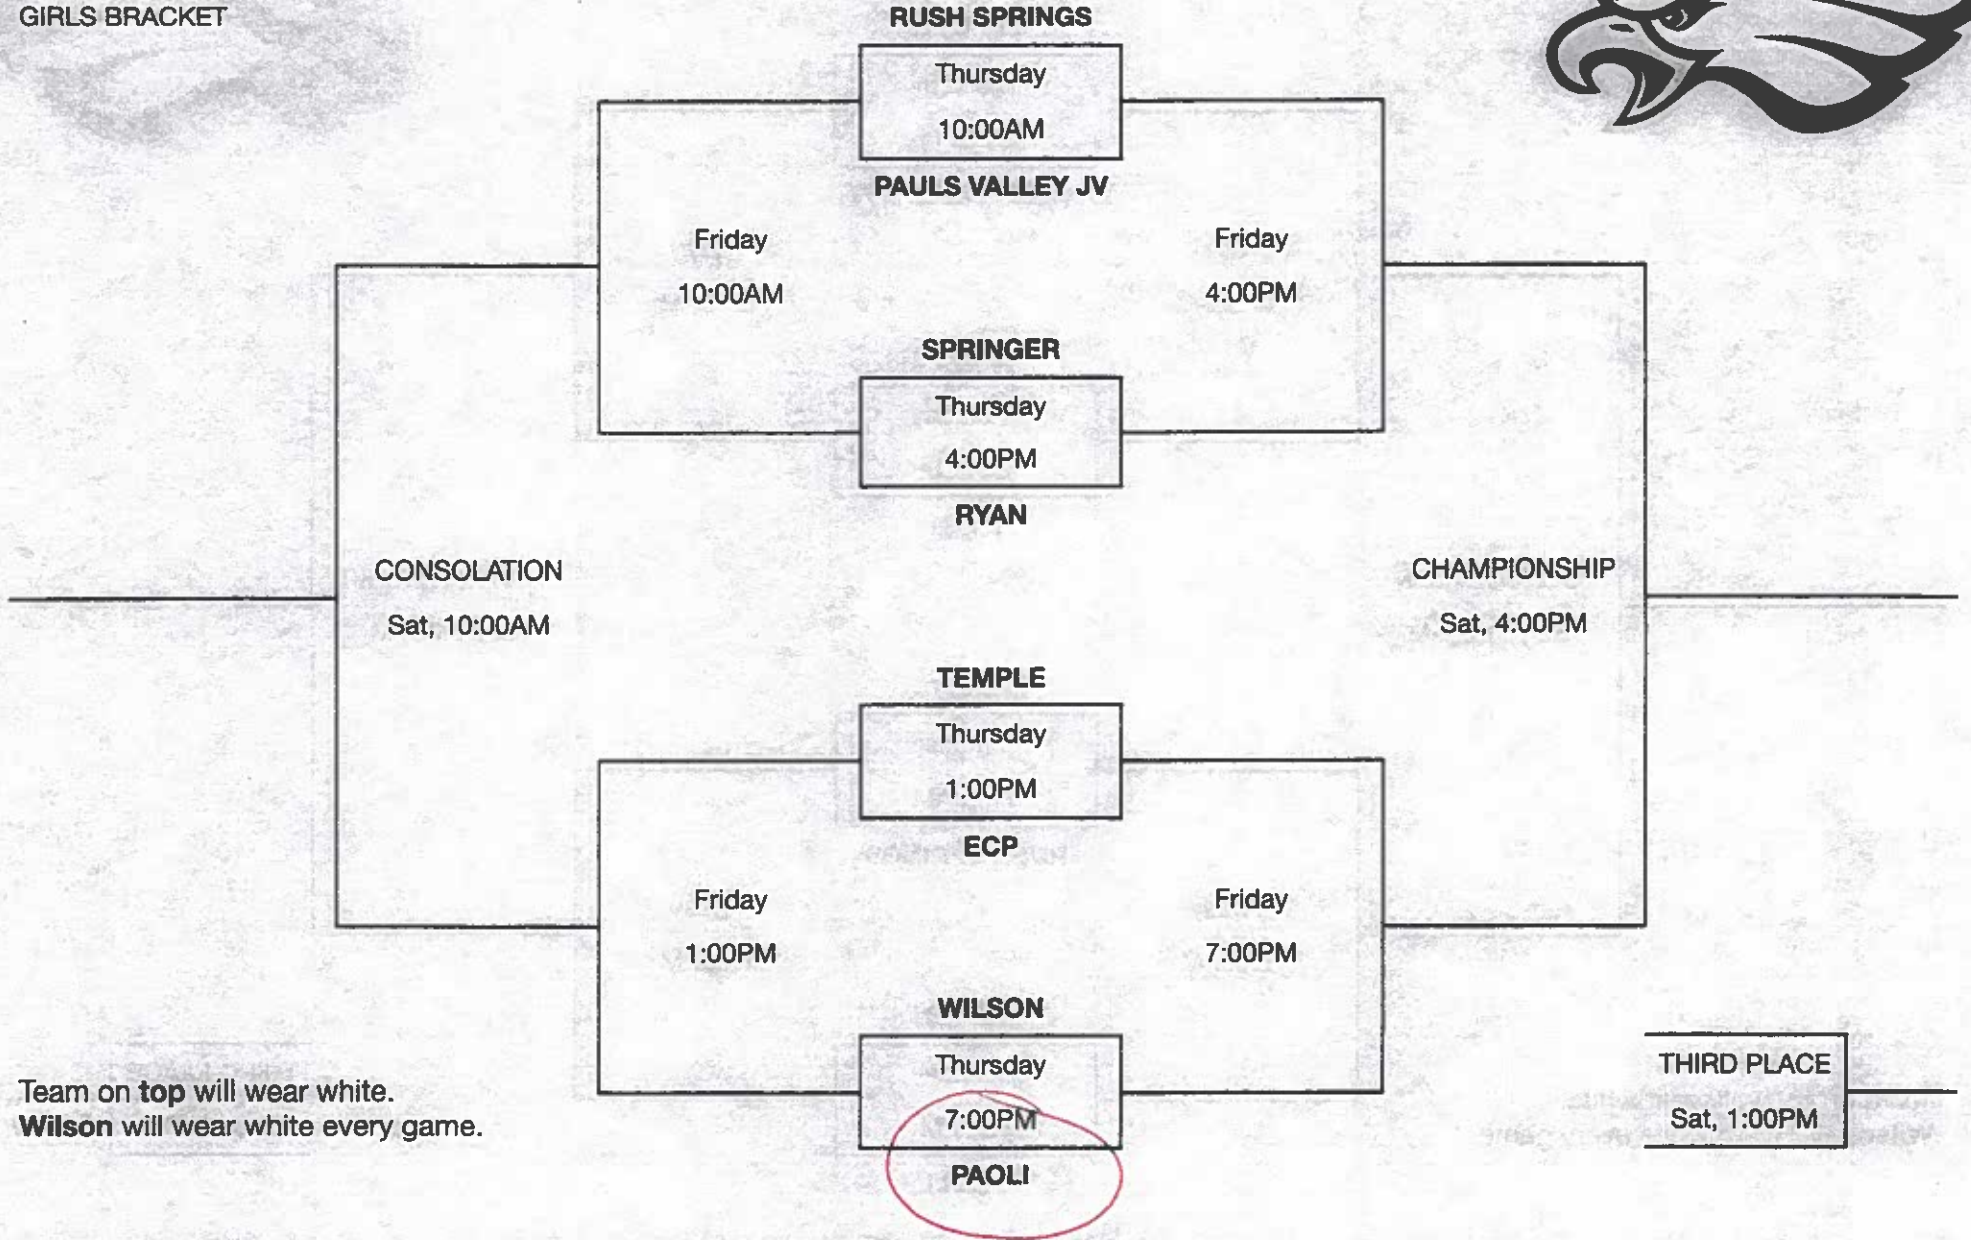 GIRLS BRACKET
RUSH SPRINGS
Thursday
10:00AM
PAULS VALLEY JV
Friday
10:00AM
Friday
4:00PM
SPRINGER
Thursday
4:00PM
RYAN
CONSOLATION
Sat, 10:00AM
CHAMPIONSHIP
Sat, 4:00PM
TEMPLE
Thursday
1:00PM
ECP
Friday
1:00PM
Friday
7:00PM
WILSON
Thursday
7:00PM
PAOLI
Team on top will wear white.
Wilson will wear white every game.
THIRD PLACE
Sat, 1:00PM